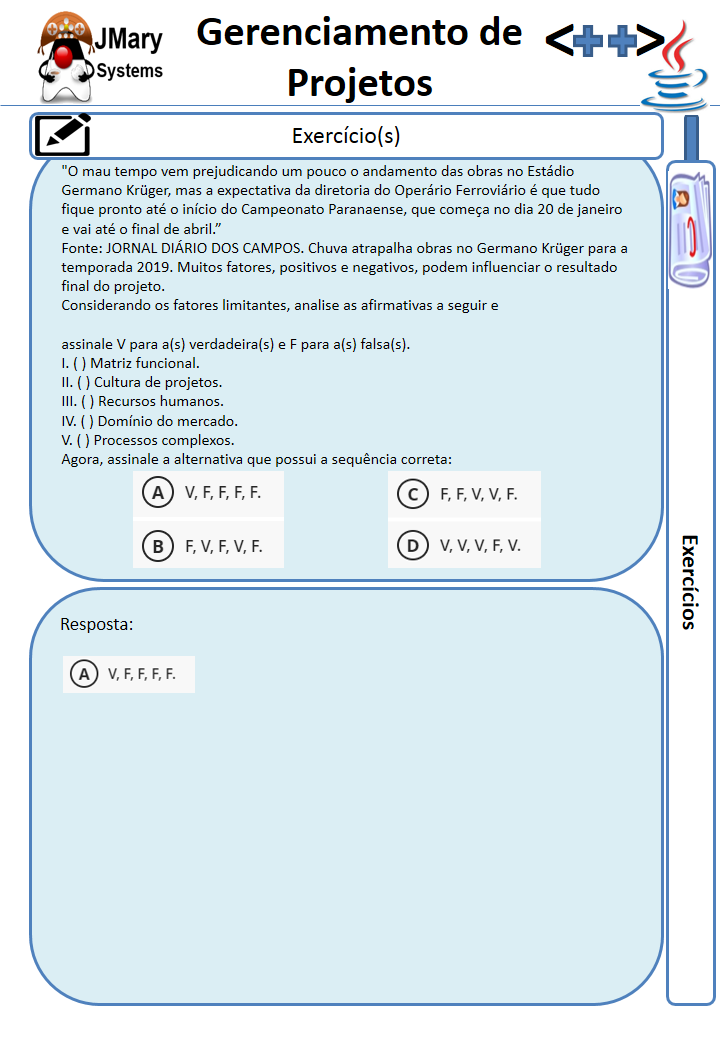 JMary
Systems
Gerenciamento de
Projetos
<++>
Exercício(s)
"O mau tempo vem prejudicando um pouco o andamento das obras no Estádio
Germano Krüger, mas a expectativa da diretoria do Operário Ferroviário é que tudo
fique pronto até o início do Campeonato Paranaense, que começa no dia 20 de janeiro
e vai até o final de abril.”
Fonte: JORNAL DIÁRIO DOS CAMPOS. Chuva atrapalha obras no Germano Krüger para a
temporada 2019. Muitos fatores, positivos e negativos, podem influenciar o resultado
final do projeto.
Considerando os fatores limitantes, analise as afirmativas a seguir e
assinale V para a(s) verdadeira(s) e F para a(s) falsa(s).
I. ( ) Matriz funcional.
II. ( ) Cultura de projetos.
III. ( ) Recursos humanos.
IV. ( ) Domínio do mercado.
V. ( ) Processos complexos.
Agora, assinale a alternativa que possui a sequência correta:
A V, F, F, F, F.
B F, V, F, V, F.
C F, F, V, V, F.
D V, V, V, F, V.
Resposta:
A V, F, F, F, F.
Exercícios